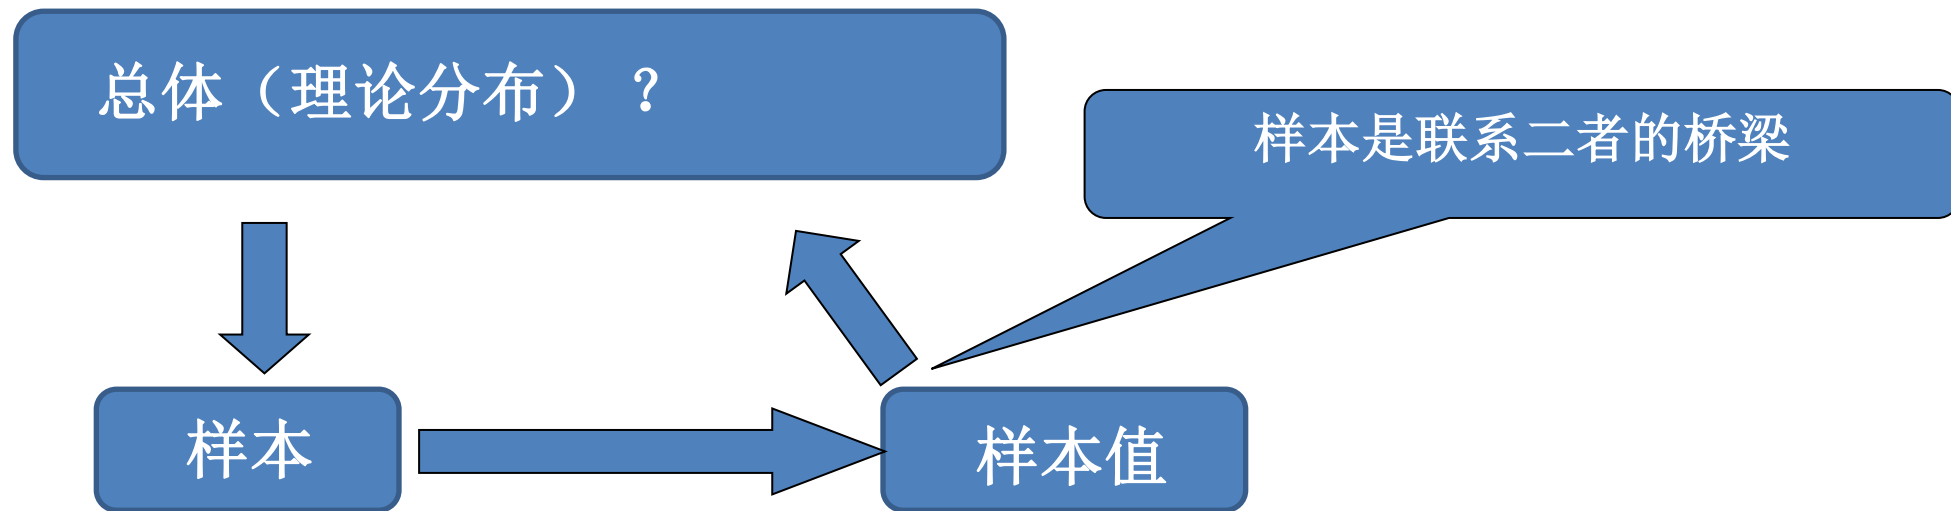 总体（理论分布） ？
样本是联系二者的桥梁
样本
样本值